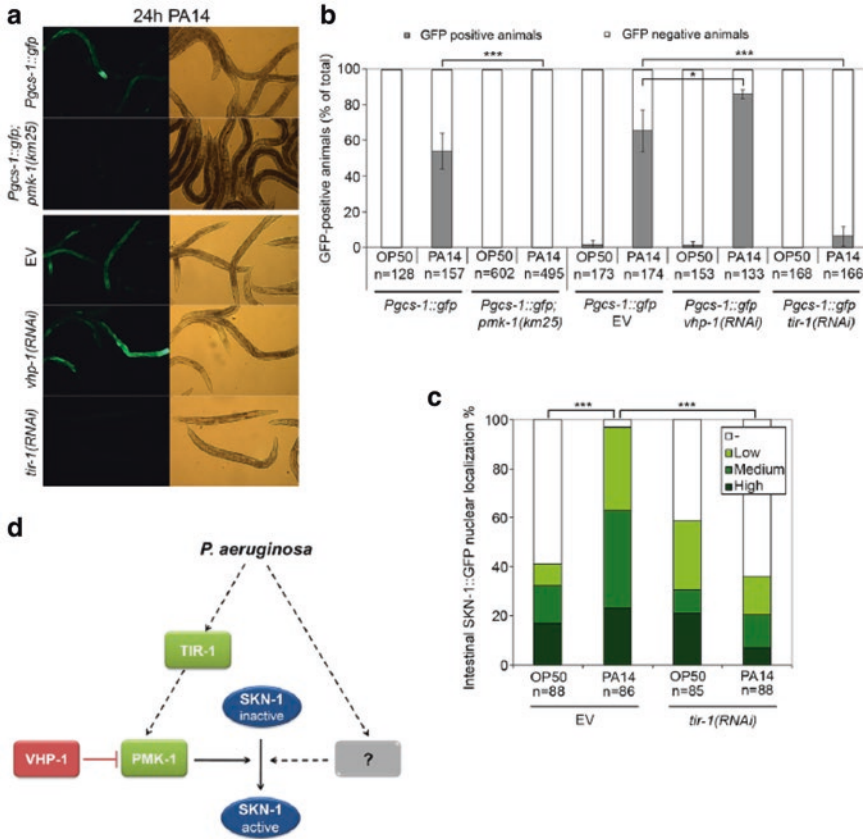 a
24h PA14
Pgcs-1::gfp
Pgcs-1::gfp;
pmk-1(km25)
EV
vhp-1(RNAi)
tir-1(RNAi)
b
GFP positive animals
GFP negative animals
GFP-positive animals (% of total)
100
80
60
40
20
0
***
***
*
OP50 PA14 OP50 PA14 OP50 PA14 OP50 PA14 OP50 PA14
n=128 n=157 n=602 n=495 n=173 n=174 n=153 n=133 n=168 n=166
Pgcs-1::gfp Pgcs-1::gfp; Pgcs-1::gfp Pgcs-1::gfp Pgcs-1::gfp
pmk-1(km25) EV vhp-1(RNAi) tir-1(RNAi)
c
Intestinal SKN-1::GFP nuclear localization %
100
80
60
40
20
0
*** ***
-
Low
Medium
High
OP50 PA14 OP50 PA14
n=88 n=86 n=85 n=88
EV tir-1(RNAi)
d
P. aeruginosa
TIR-1
SKN-1
inactive
VHP-1 PMK-1 ?
SKN-1
active